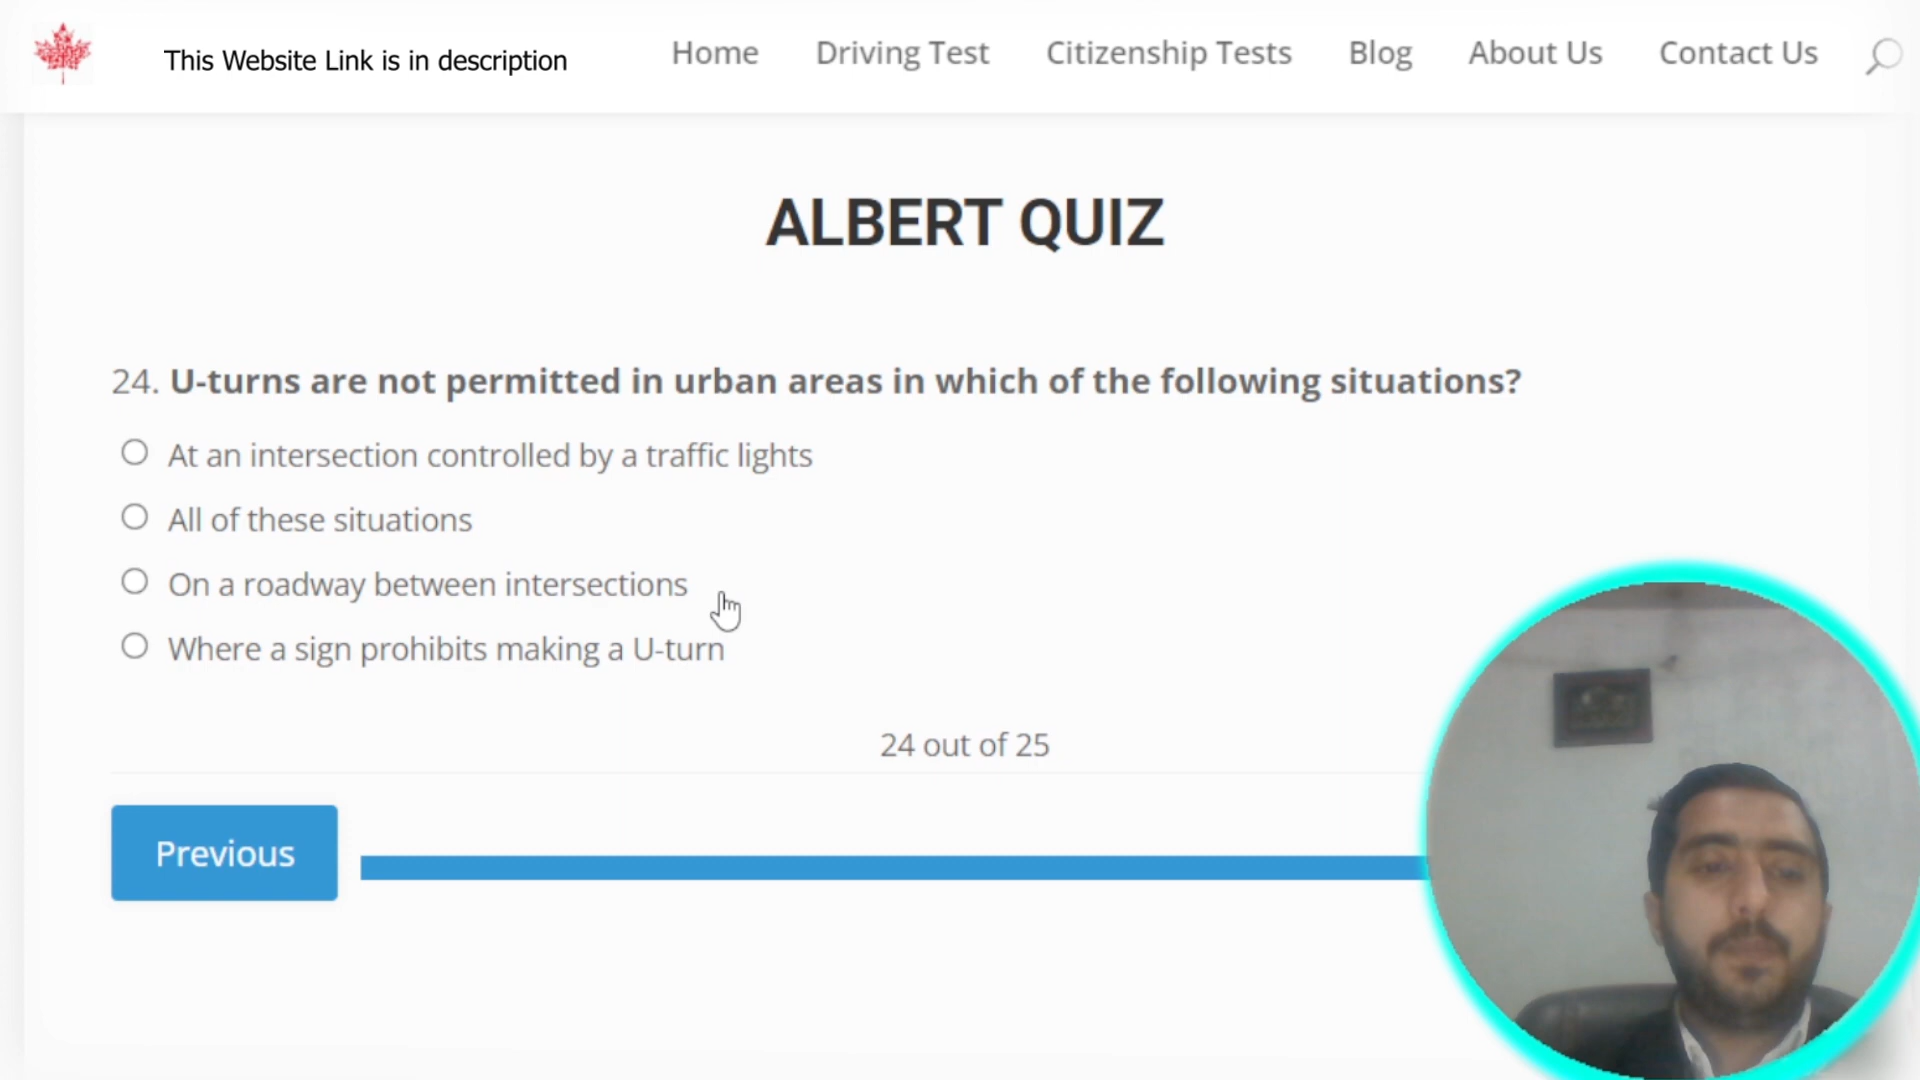 This Website Link is in description
Home Driving Test Citizenship Tests Blog About Us Contact Us
ALBERT QUIZ
24. U-turns are not permitted in urban areas in which of the following situations?
At an intersection controlled by a traffic lights
All of these situations
On a roadway between intersections
Where a sign prohibits making a U-turn
24 out of 25
Previous